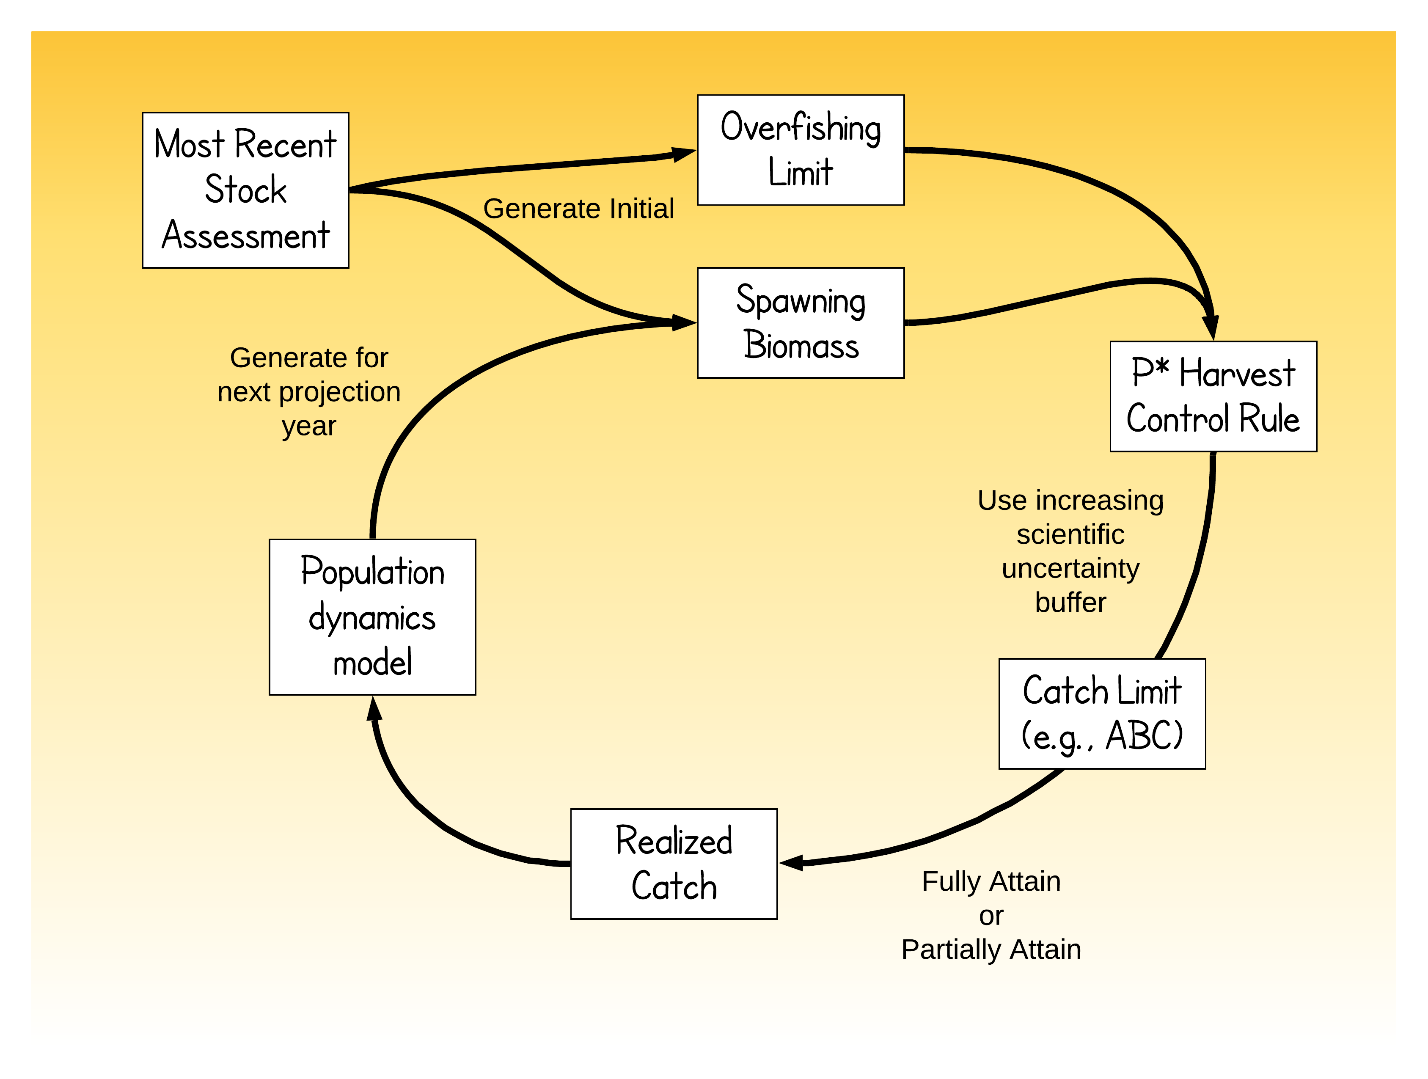 Most Recent
Stock
Assessment
Overfishing
Limit
Generate Initial
Spawning
Biomass
Generate for
next projection
year
P* Harvest
Control Rule
Use increasing
scientific
uncertainty
buffer
Population
dynamics
model
Catch Limit
(e.g., ABC)
Realized
Catch
Fully Attain
or
Partially Attain